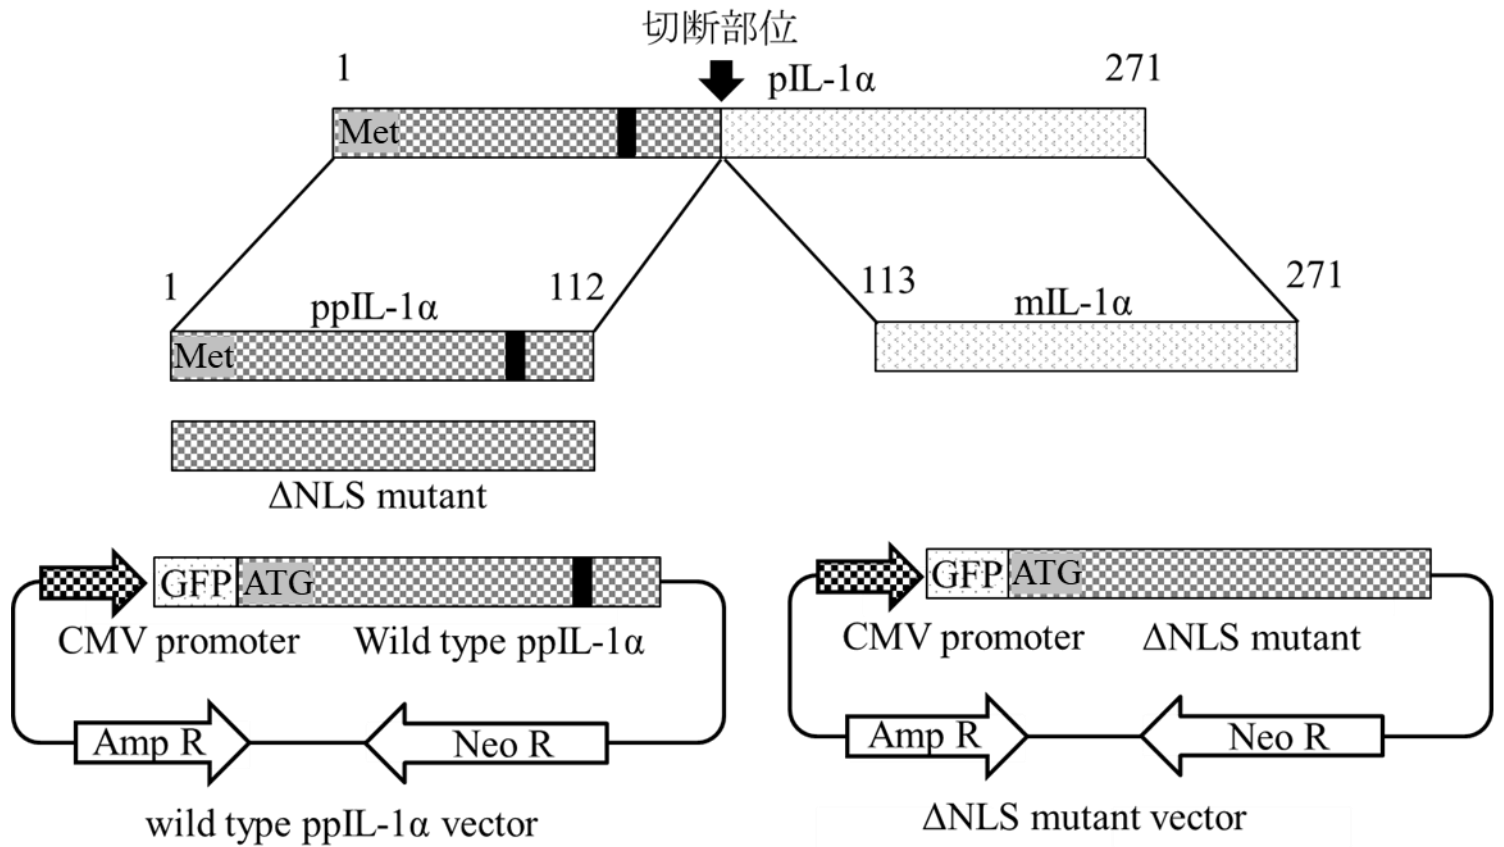 切断部位
1
pIL-1α
271
Met
1
ppIL-1α
112
113
mIL-1α
271
Met
ΔNLS mutant
GFP ATG
CMV promoter
Wild type ppIL-1α
Amp R
Neo R
wild type ppIL-1α vector
GFP ATG
CMV promoter
ΔNLS mutant
Amp R
Neo R
ΔNLS mutant vector